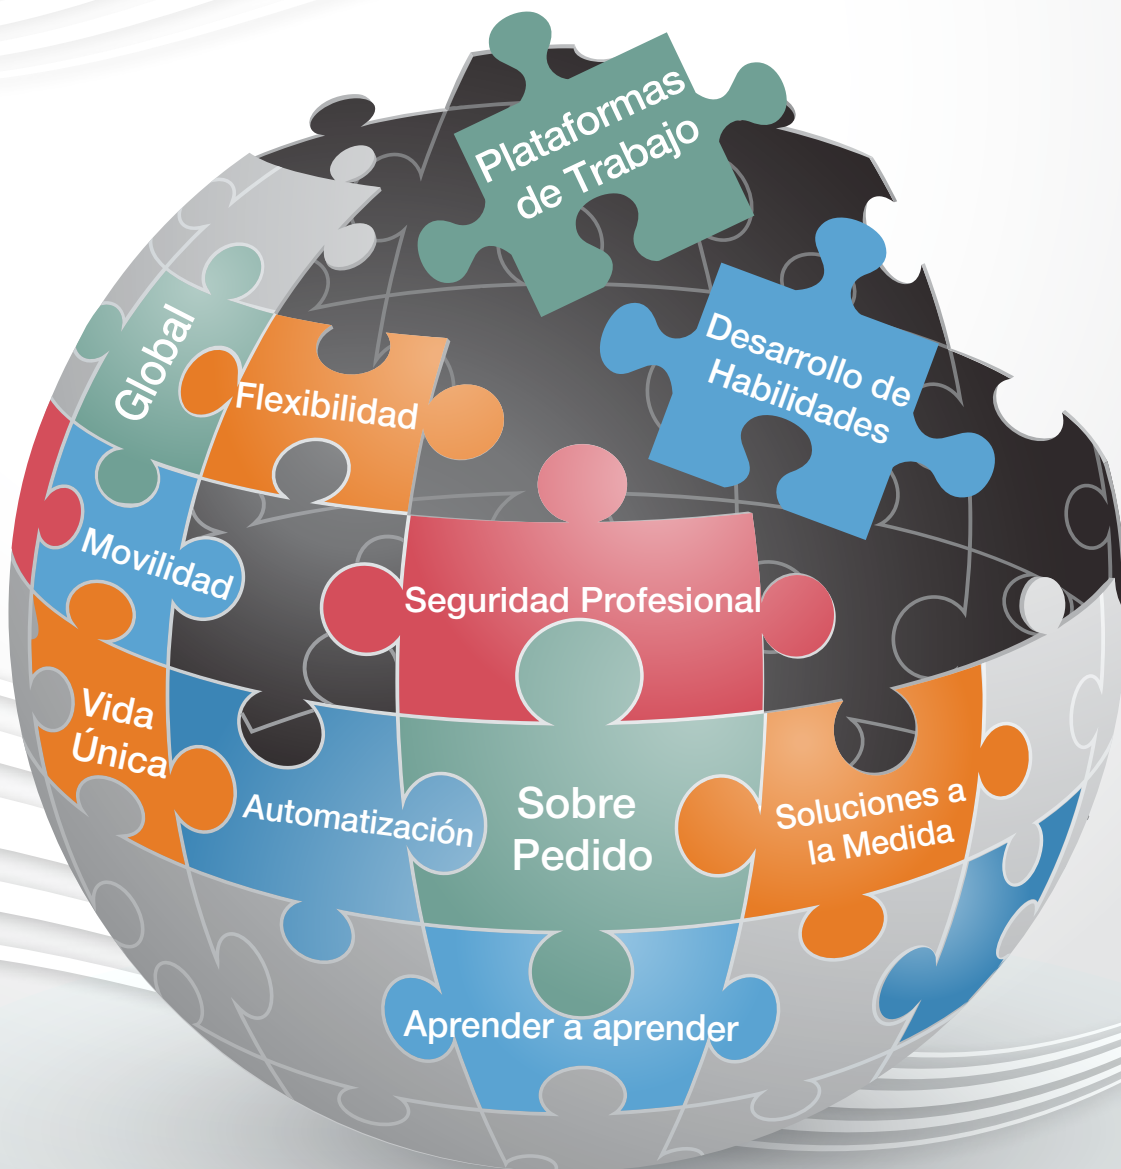 Plataformas
de Trabajo
Desarrollo de
Habilidades
Global
Flexibilidad
Movilidad
Seguridad Profesional
Vida
Única
Automatización
Sobre
Pedido
Soluciones a
la Medida
Aprender a aprender